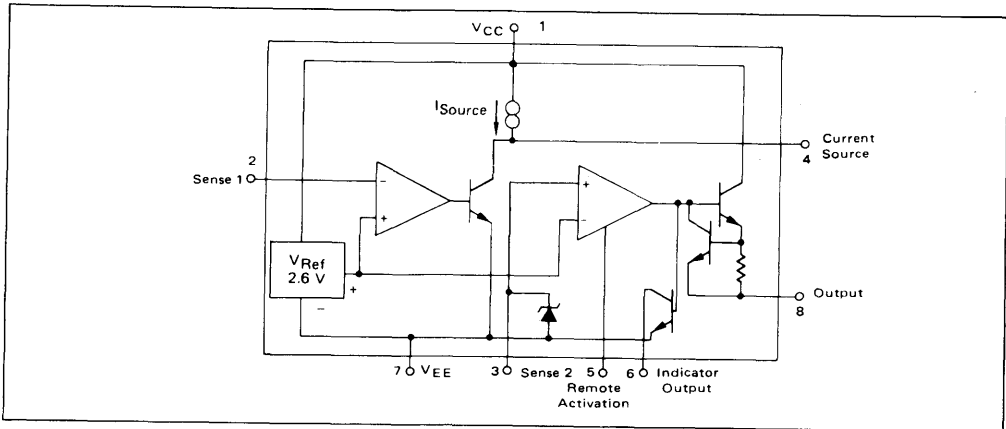 VCC 1
ISource
2
Sense 1
Current
Source
4
-
+
+
-
VRef
2.6 V
+
-
Output
8
7 VEE
3 Sense 2
5
Remote
Activation
6 Indicator
Output